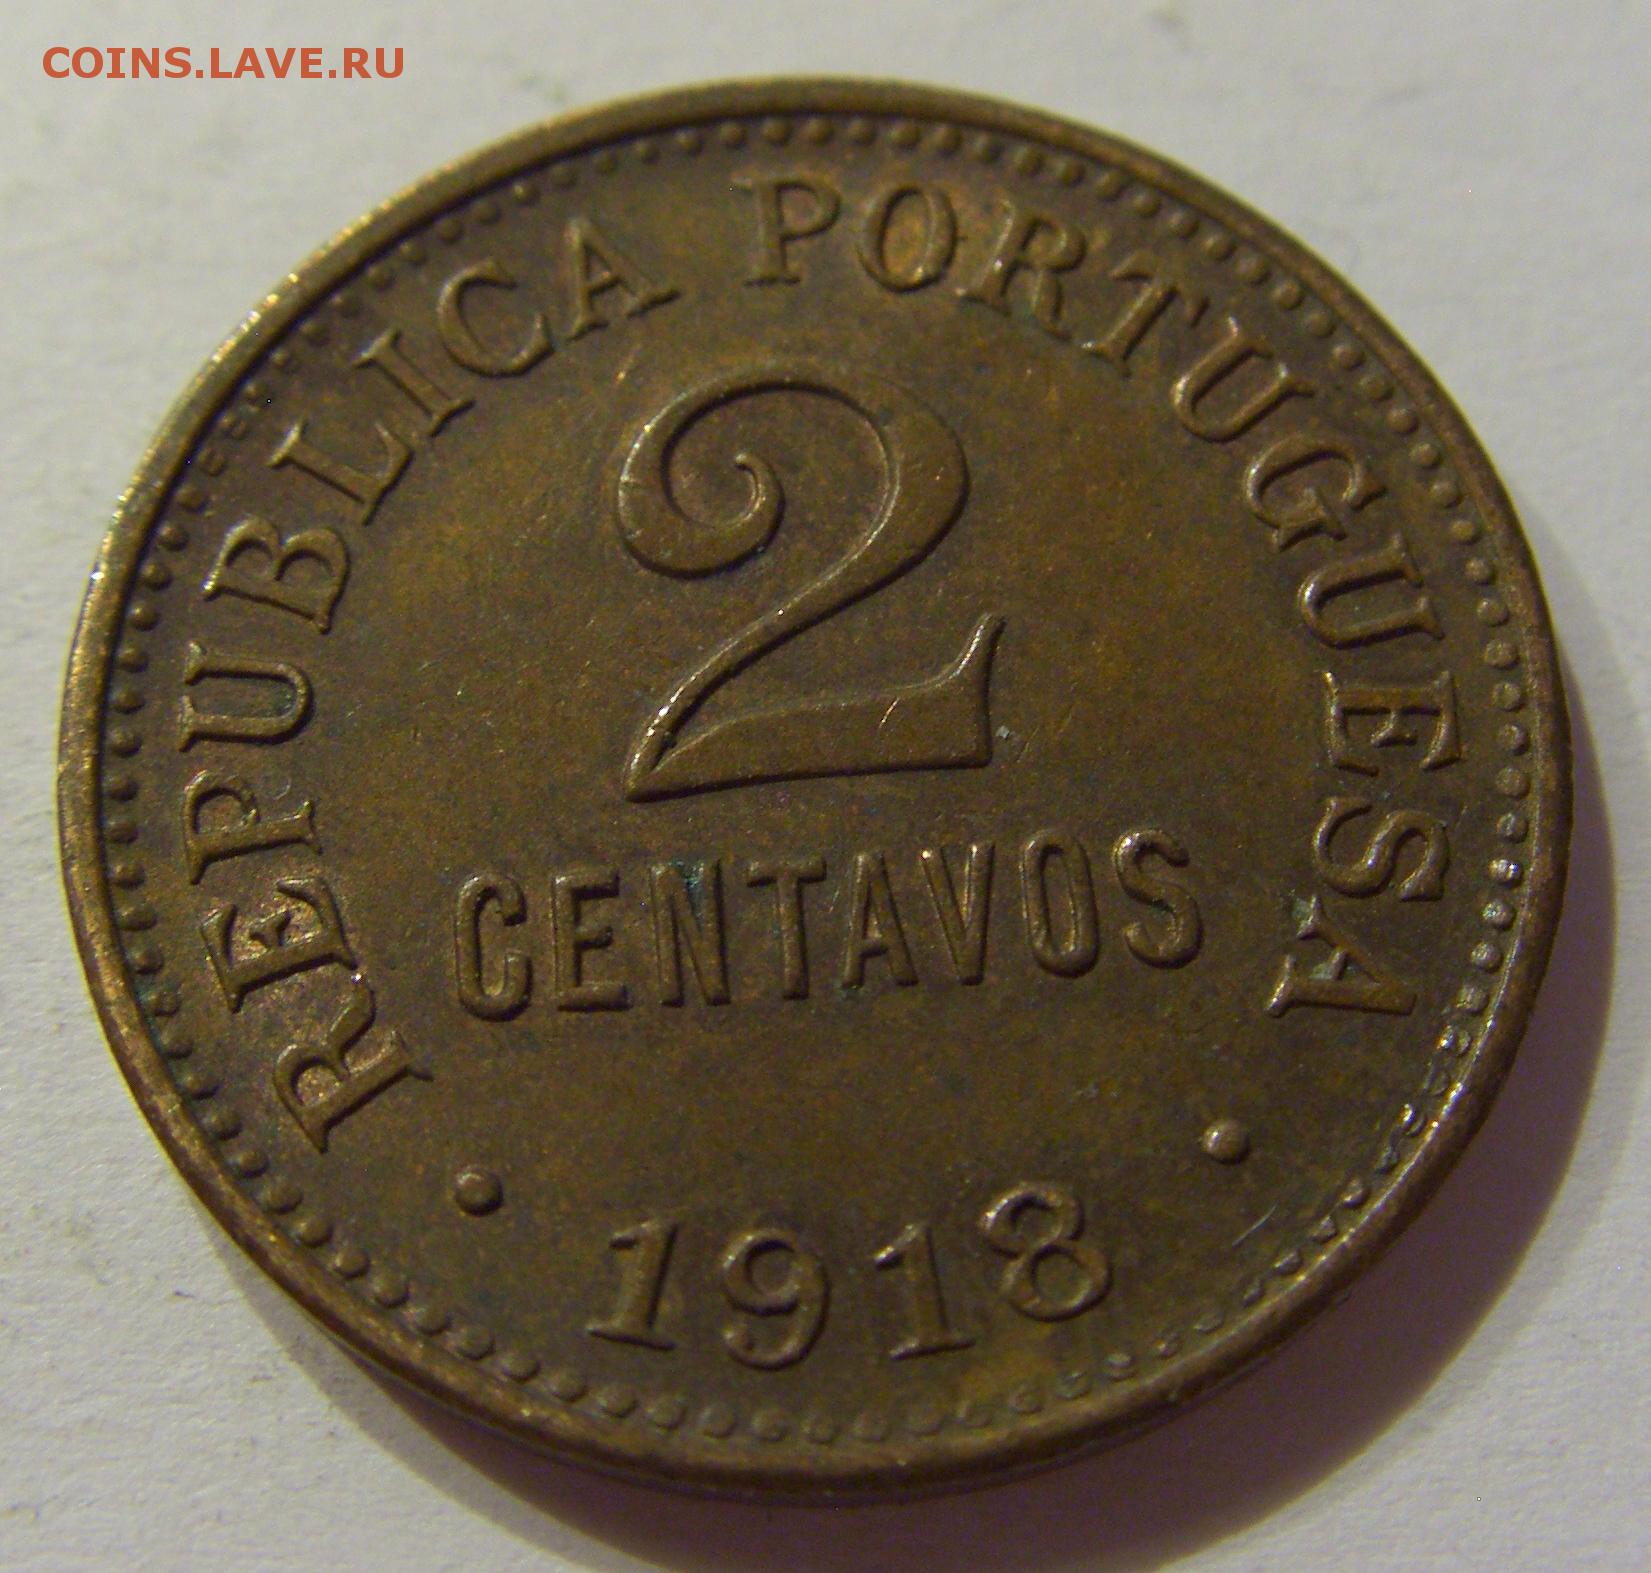 COINS.LAVE.RU
REPUBLICA PORTUGUESA
2
CENTAVOS
• 1918 •